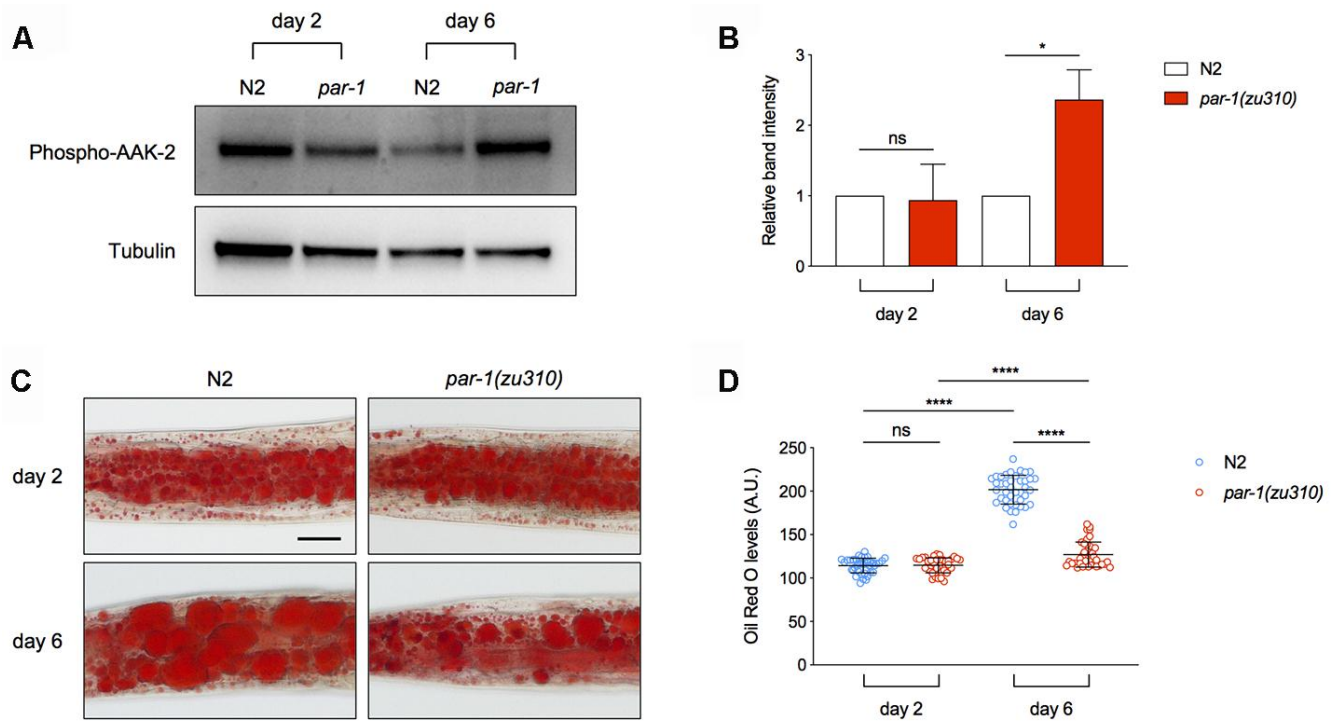 A
day 2
day 6
N2
par-1
N2
par-1
Phospho-AAK-2
Tubulin
B
Relative band intensity
3
2
1
0
ns
*
day 2
day 6
N2
par-1(zu310)
C
N2
par-1(zu310)
day 2
day 6
D
Oil Red O levels (A.U.)
250
200
150
100
50
0
****
****
ns
****
day 2
day 6
N2
par-1(zu310)